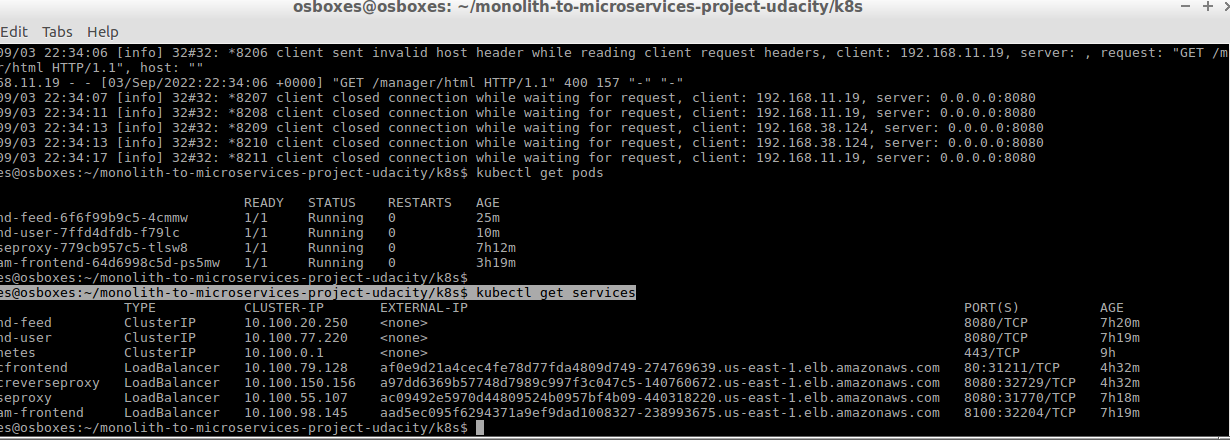 osboxes@osboxes: ~/monolith-to-microservices-project-udacity/k8s
Edit Tabs Help
09/03 22:34:06 [info] 32#32: *8206 client sent invalid host header while reading client request headers, client: 192.168.11.19, server: , request: "GET /m
r/html HTTP/1.1", host: ""
68.11.19 - - [03/Sep/2022:22:34:06 +0000] "GET /manager/html HTTP/1.1" 400 157 "-" "-"
09/03 22:34:07 [info] 32#32: *8207 client closed connection while waiting for request, client: 192.168.11.19, server: 0.0.0.0:8080
09/03 22:34:11 [info] 32#32: *8208 client closed connection while waiting for request, client: 192.168.11.19, server: 0.0.0.0:8080
09/03 22:34:13 [info] 32#32: *8209 client closed connection while waiting for request, client: 192.168.38.124, server: 0.0.0.0:8080
09/03 22:34:13 [info] 32#32: *8210 client closed connection while waiting for request, client: 192.168.38.124, server: 0.0.0.0:8080
09/03 22:34:17 [info] 32#32: *8211 client closed connection while waiting for request, client: 192.168.11.19, server: 0.0.0.0:8080
es@osboxes:~/monolith-to-microservices-project-udacity/k8s$ kubectl get pods
READY STATUS RESTARTS AGE
nd-feed-6f6f99b9c5-4cmmw 1/1 Running 0 25m
nd-user-7ffd4dfdb-f79lc 1/1 Running 0 10m
seproxy-779cb957c5-tlsw8 1/1 Running 0 7h12m
am-frontend-64d6998c5d-ps5mw 1/1 Running 0 3h19m
es@osboxes:~/monolith-to-microservices-project-udacity/k8s$
es@osboxes:~/monolith-to-microservices-project-udacity/k8s$ kubectl get services
TYPE CLUSTER-IP EXTERNAL-IP PORT(S) AGE
nd-feed ClusterIP 10.100.20.250 <none> 8080/TCP 7h20m
nd-user ClusterIP 10.100.77.220 <none> 8080/TCP 7h19m
netes ClusterIP 10.100.0.1 <none> 443/TCP 9h
cfrontend LoadBalancer 10.100.79.128 af0e9d21a4cec4fe78d77fda4809d749-274769639.us-east-1.elb.amazonaws.com 80:31211/TCP 4h32m
creverseproxy LoadBalancer 10.100.150.156 a97dd6369b57748d7989c997f3c047c5-140760672.us-east-1.elb.amazonaws.com 8080:32729/TCP 4h32m
seproxy LoadBalancer 10.100.55.107 ac09492e5970d44809524b0957bf4b09-440318220.us-east-1.elb.amazonaws.com 8080:31770/TCP 7h18m
am-frontend LoadBalancer 10.100.98.145 aad5ec095f6294371a9ef9dad1008327-238993675.us-east-1.elb.amazonaws.com 8100:32204/TCP 7h19m
es@osboxes:~/monolith-to-microservices-project-udacity/k8s$